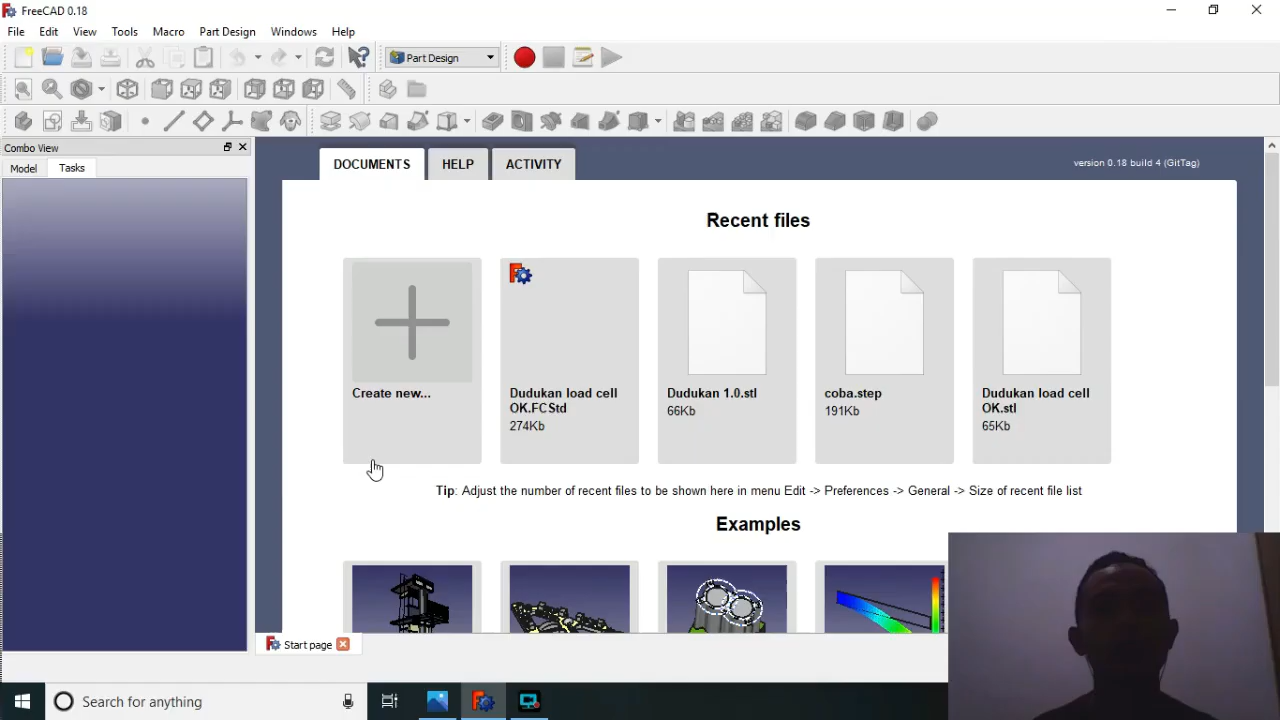 FreeCAD 0.18
File Edit View Tools Macro Part Design Windows Help
Part Design
Combo View
Model Tasks
DOCUMENTS HELP ACTIVITY
version 0.18 build 4 (GitTag)
Recent files
Create new...
Dudukan load cell
OK.FCStd
274Kb
Dudukan 1.0.stl
66Kb
coba.step
191Kb
Dudukan load cell
OK.stl
65Kb
Tip: Adjust the number of recent files to be shown here in menu Edit -> Preferences -> General -> Size of recent file list
Examples
Start page
Search for anything